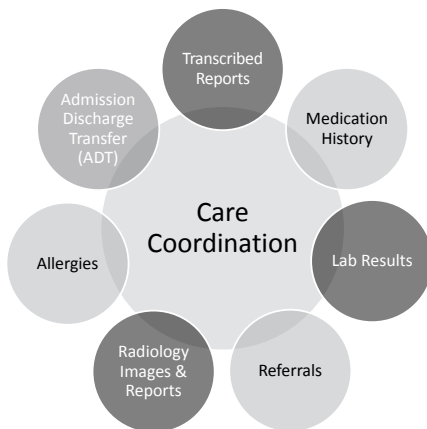 Transcribed
Reports
Medication
History
Lab Results
Referrals
Radiology
Images &
Reports
Allergies
Admission
Discharge
Transfer
(ADT)
Care
Coordination